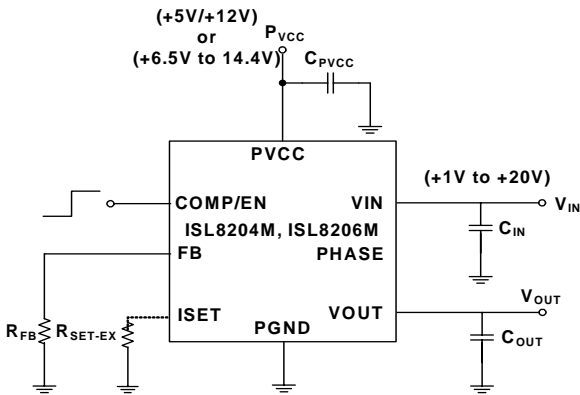 (+5V/+12V)
or
(+6.5V to 14.4V)
PVCC
CPVCC
PVCC
COMP/EN
VIN
(+1V to +20V)
VIN
ISL8204M, ISL8206M
CIN
FB
PHASE
VOUT
ISET
VOUT
PGND
RFB
RSET-EX
COUT